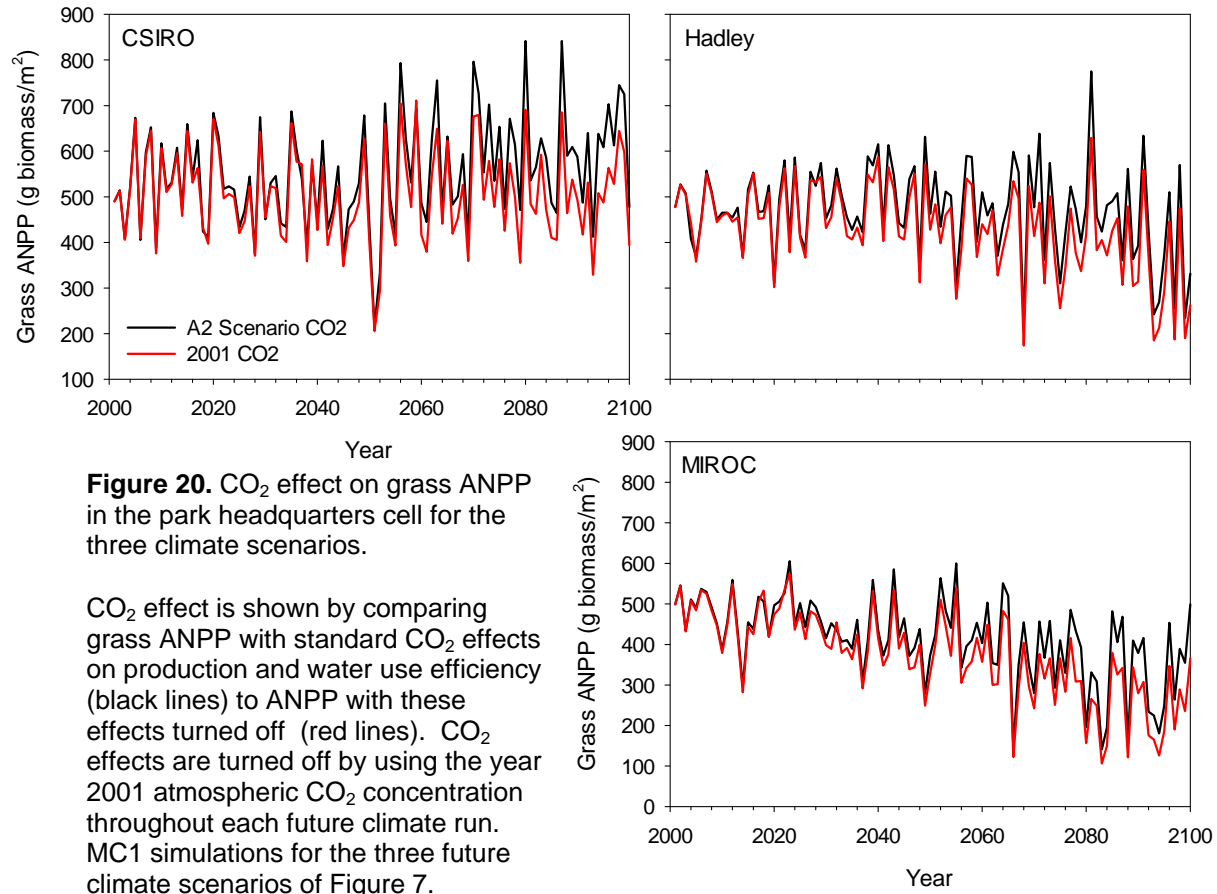 900
800
700
600
500
400
300
200
100
Grass ANPP (g biomass/m²)
CSIRO
A2 Scenario CO2
2001 CO2
2000 2020 2040 2060 2080 2100
Year
Hadley
2000 2020 2040 2060 2080 2100
Figure 20. CO₂ effect on grass ANPP
in the park headquarters cell for the
three climate scenarios.
CO₂ effect is shown by comparing
grass ANPP with standard CO₂ effects
on production and water use efficiency
(black lines) to ANPP with these
effects turned off (red lines). CO₂
effects are turned off by using the year
2001 atmospheric CO₂ concentration
throughout each future climate run.
MC1 simulations for the three future
climate scenarios of Figure 7.
900
800
700
600
500
400
300
200
100
0
Grass ANPP (g biomass/m²)
MIROC
2000 2020 2040 2060 2080 2100
Year